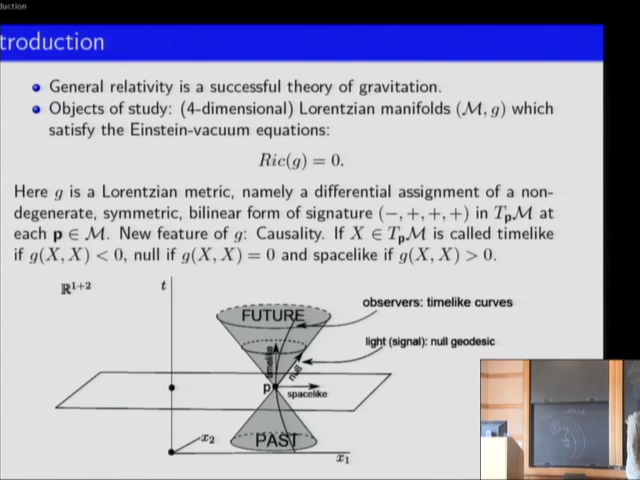 duction
troduction
General relativity is a successful theory of gravitation.
Objects of study: (4-dimensional) Lorentzian manifolds (ℳ, g) which
satisfy the Einstein-vacuum equations:
Ric(g) = 0.
Here g is a Lorentzian metric, namely a differential assignment of a non-
degenerate, symmetric, bilinear form of signature (−, +, +, +) in TₚM at
each p ∈ ℳ. New feature of g: Causality. If X ∈ TₚM is called timelike
if g(X, X) < 0, null if g(X, X) = 0 and spacelike if g(X, X) > 0.
ℝ¹⁺²
t
FUTURE
observers: timelike curves
light (signal): null geodesic
timelike
null
p
spacelike
x₂
PAST
x₁